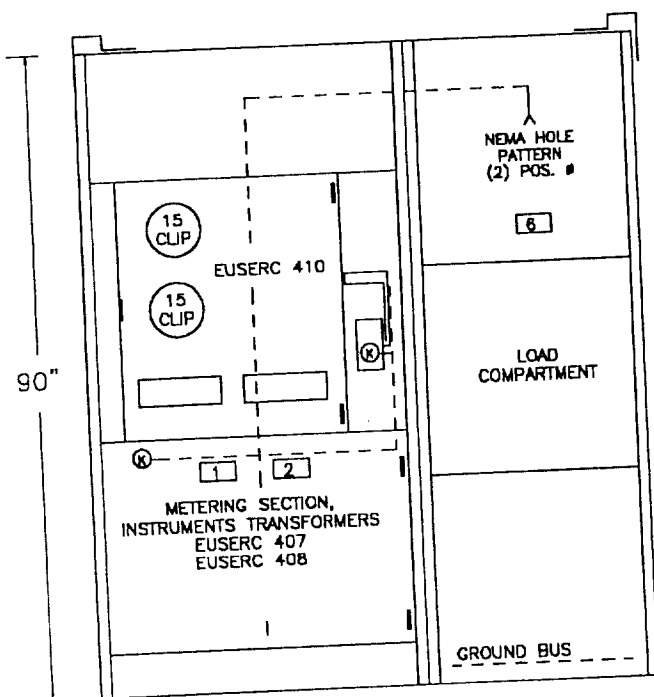 NEMA HOLE
PATTERN
(2) POS. ø
6
15
CLIP
EUSERC 410
15
CLIP
K
LOAD
COMPARTMENT
90"
K
1
2
METERING SECTION,
INSTRUMENTS TRANSFORMERS
EUSERC 407
EUSERC 408
GROUND BUS